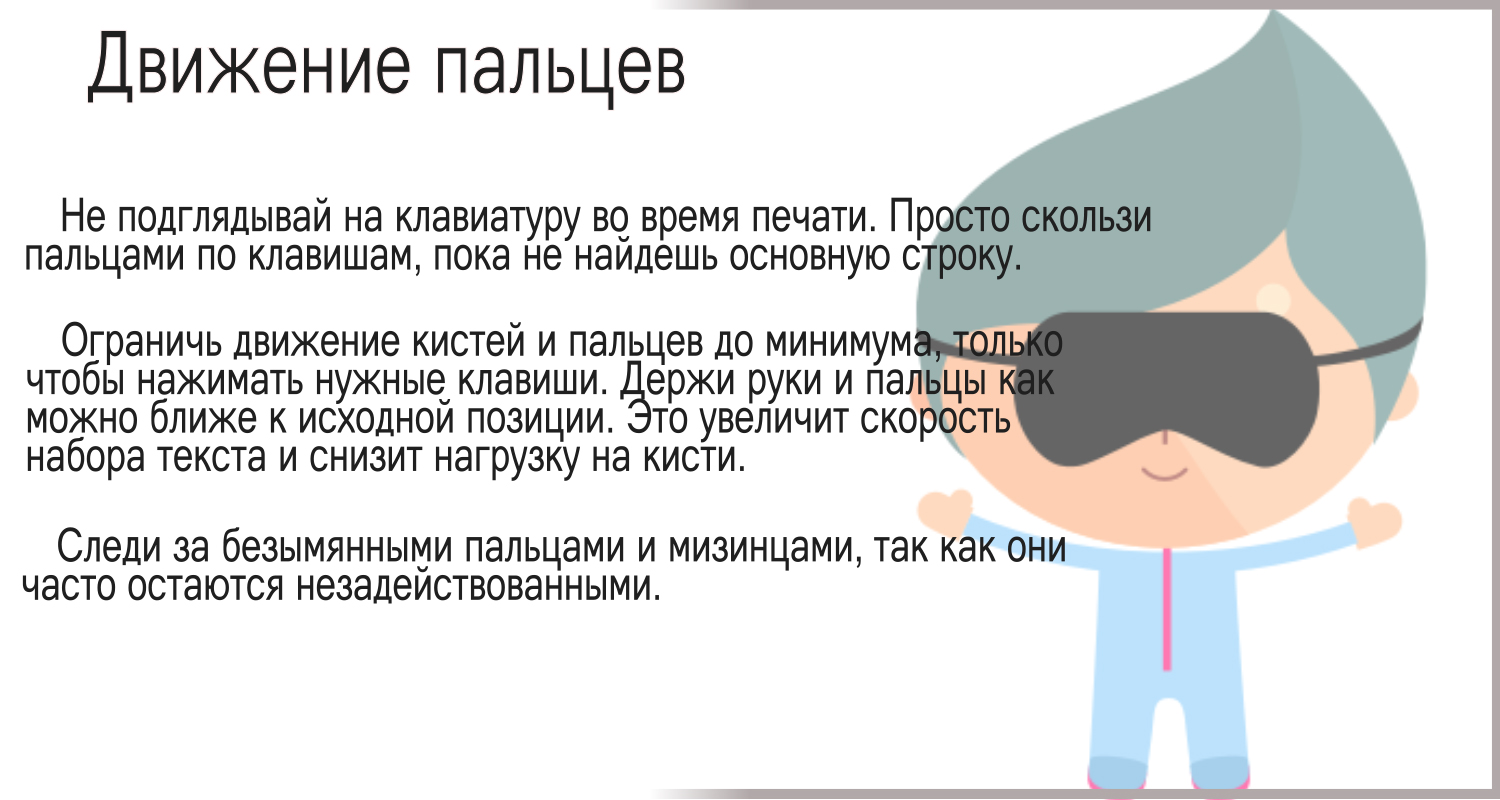 Движение пальцев
Не подглядывай на клавиатуру во время печати. Просто скользи
пальцами по клавишам, пока не найдешь основную строку.
Ограничь движение кистей и пальцев до минимума, только
чтобы нажимать нужные клавиши. Держи руки и пальцы как
можно ближе к исходной позиции. Это увеличит скорость
набора текста и снизит нагрузку на кисти.
Следи за безымянными пальцами и мизинцами, так как они
часто остаются незадействованными.